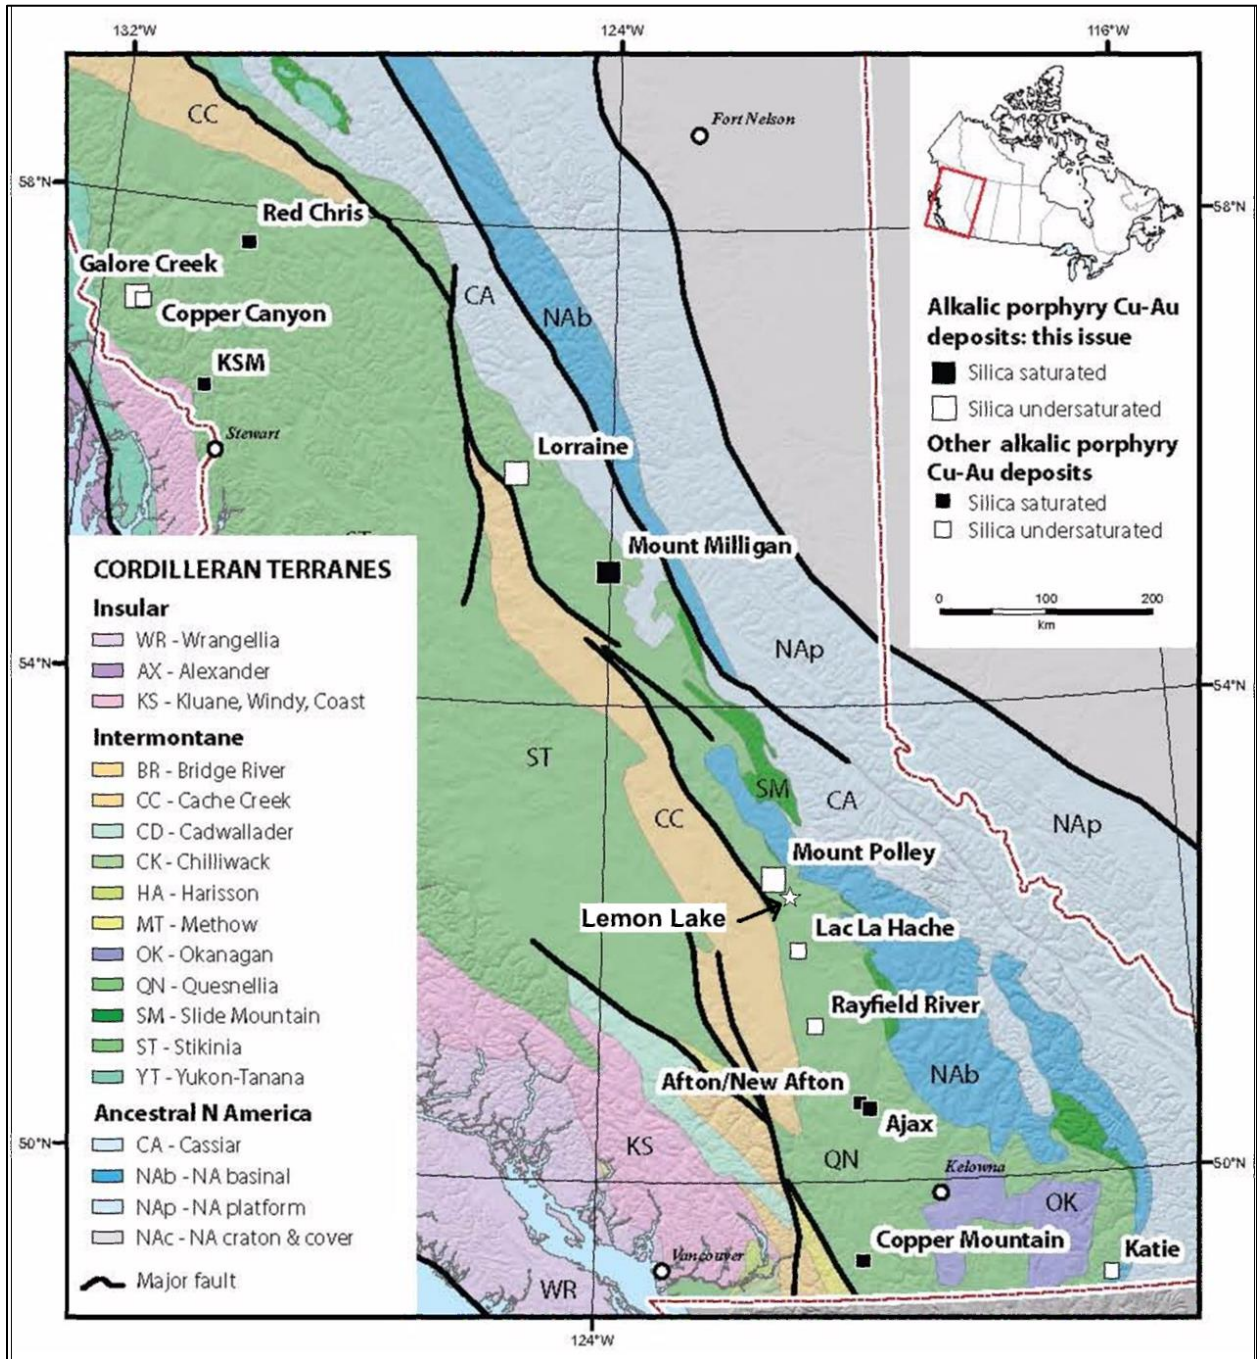 132°W
124°W
116°W
CC
Fort Nelson
58°N
58°N
Red Chris
Galore Creek
CA
NAb
Copper Canyon
KSM
Stewart
Lorraine
Mount Milligan
Alkalic porphyry Cu-Au
deposits: this issue
Silica saturated
Silica undersaturated
Other alkalic porphyry
Cu-Au deposits
Silica saturated
Silica undersaturated
0 100 200
km
NAp
54°N
54°N
ST
SM
CA
CC
NAp
Mount Polley
Lemon Lake
Lac La Hache
Rayfield River
NAb
Afton/New Afton
Ajax
50°N
50°N
KS
QN
Kelowna
OK
Copper Mountain
Katie
Vancouver
WR
124°W
CORDILLERAN TERRANES
Insular
WR - Wrangellia
AX - Alexander
KS - Kluane, Windy, Coast
Intermontane
BR - Bridge River
CC - Cache Creek
CD - Cadwallader
CK - Chilliwack
HA - Harisson
MT - Methow
OK - Okanagan
QN - Quesnellia
SM - Slide Mountain
ST - Stikinia
YT - Yukon-Tanana
Ancestral N America
CA - Cassiar
NAb - NA basinal
NAp - NA platform
NAc - NA craton & cover
Major fault